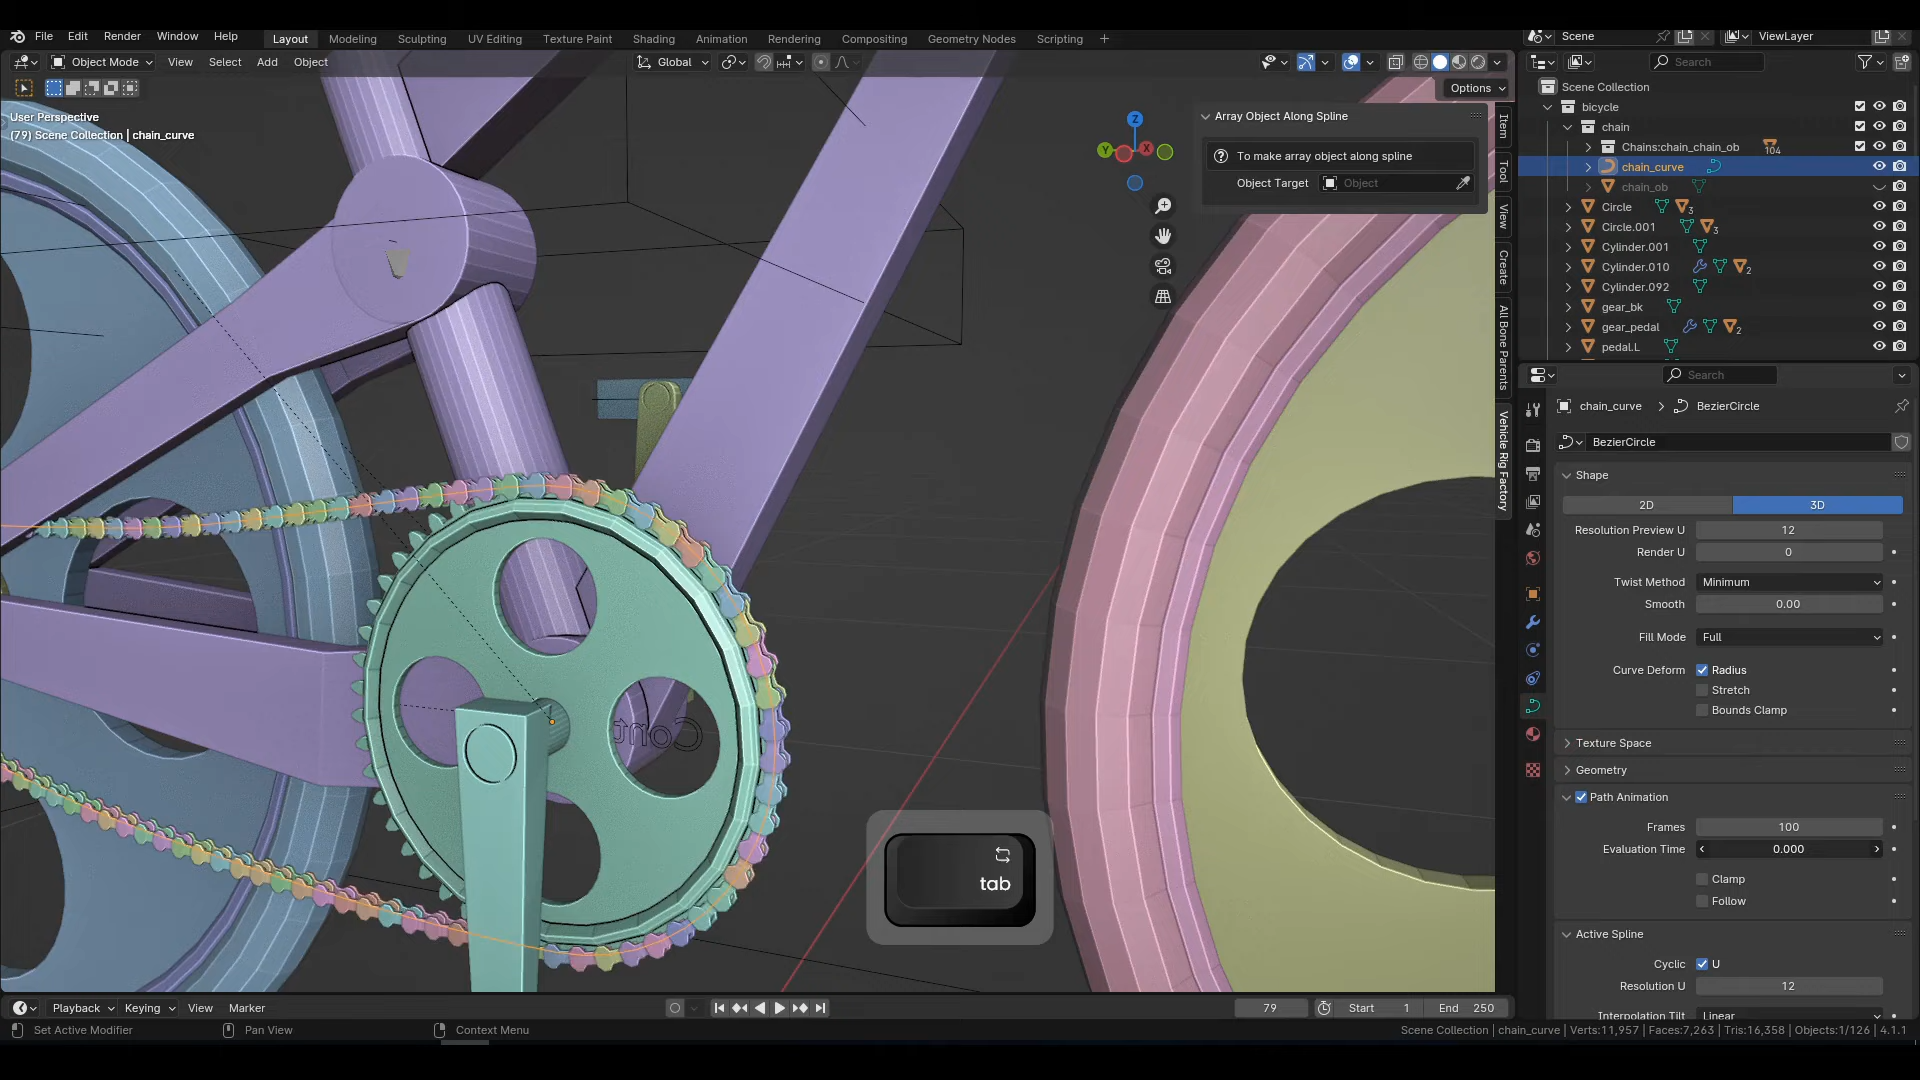 File Edit Render Window Help Layout Modeling Sculpting UV Editing Texture Paint Shading Animation Rendering Compositing Geometry Nodes Scripting + Scene ViewLayer
Object Mode View Select Add Object Global Search
Options
User Perspective
(79) Scene Collection | chain_curve
Z
Y X
Array Object Along Spline
To make array object along spline
Object Target Object
Item
Tool
View
Create
All Bone Parents
Vehicle Rig Factory
Scene Collection
bicycle
chain
Chains:chain_chain_ob 104
chain_curve
chain_ob
Circle 3
Circle.001 3
Cylinder.001
Cylinder.010 2
Cylinder.092
gear_bk
gear_pedal 2
pedal.L
Search
chain_curve > BezierCircle
BezierCircle
Shape
2D 3D
Resolution Preview U 12
Render U 0
Twist Method Minimum
Smooth 0.00
Fill Mode Full
Curve Deform Radius
Stretch
Bounds Clamp
Texture Space
Geometry
Path Animation
Frames 100
Evaluation Time 0.000
Clamp
Follow
Active Spline
Cyclic U
Resolution U 12
Interpolation Tilt Linear
Cont
tab
Playback Keying View Marker 79 Start 1 End 250
Set Active Modifier Pan View Context Menu Scene Collection | chain_curve | Verts:11,957 | Faces:7,263 | Tris:16,358 | Objects:1/126 | 4.1.1